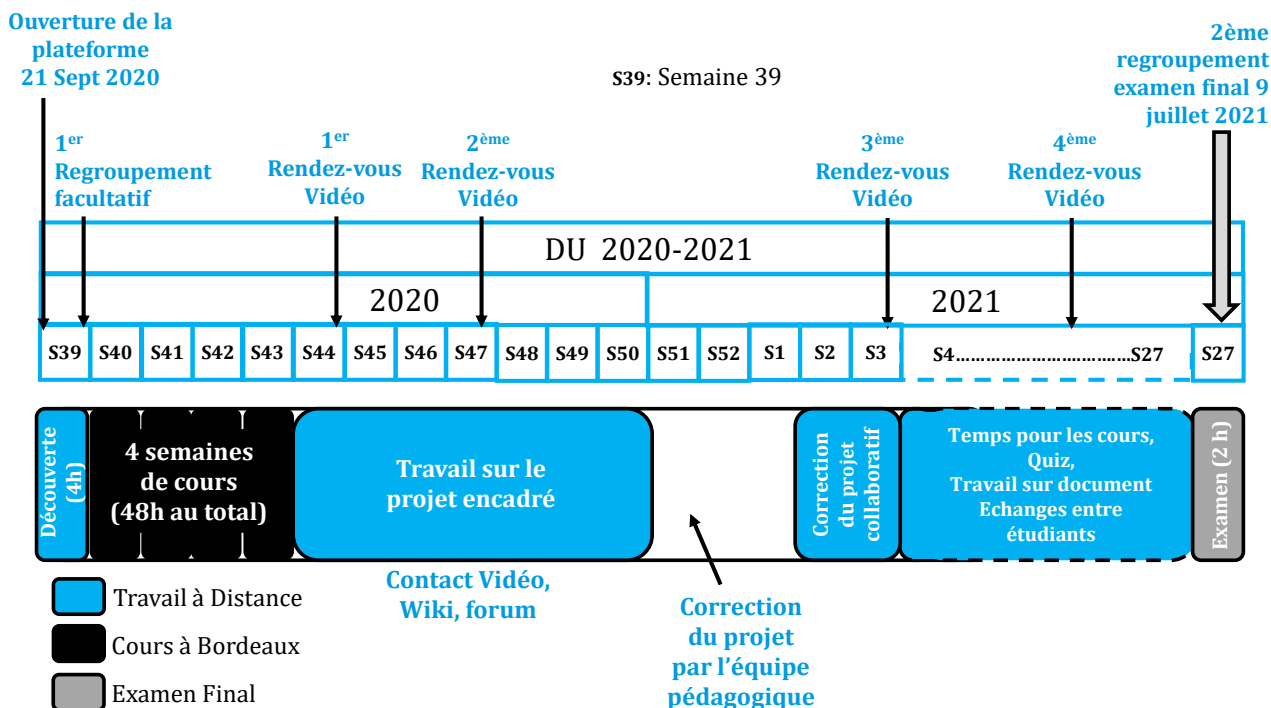 Ouverture de la
plateforme
21 Sept 2020
S39: Semaine 39
2ème
regroupement
examen final 9
juillet 2021
1er
Regroupement
facultatif
1er
Rendez-vous
Vidéo
2ème
Rendez-vous
Vidéo
3ème
Rendez-vous
Vidéo
4ème
Rendez-vous
Vidéo
DU 2020-2021
2020
2021
S39 S40 S41 S42 S43 S44 S45 S46 S47 S48 S49 S50 S51 S52 S1 S2 S3 S4................................S27 S27
Découverte
(4h)
4 semaines
de cours
(48h au total)
Travail sur le
projet encadré
Correction
du projet
collaboratif
Temps pour les cours,
Quiz,
Travail sur document
Echanges entre
étudiants
Examen (2 h)
Contact Vidéo,
Wiki, forum
Correction
du projet
par l’équipe
pédagogique
Travail à Distance
Cours à Bordeaux
Examen Final